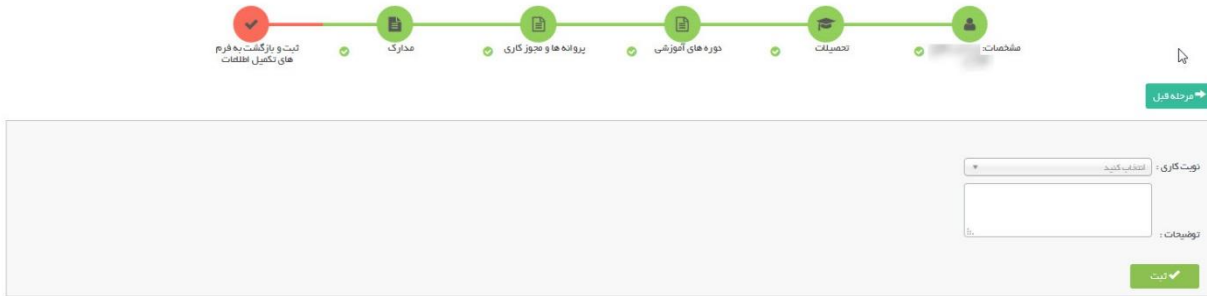 مشخصات:
تحصیلات
دوره های آموزشی
پروانه ها و مجوز کاری
مدارک
ثبت و بازگشت به فرم
های تکمیل اطلاعات
مرحله قبل
نوبت کاری : انتخاب کنید
توضیحات :
ثبت